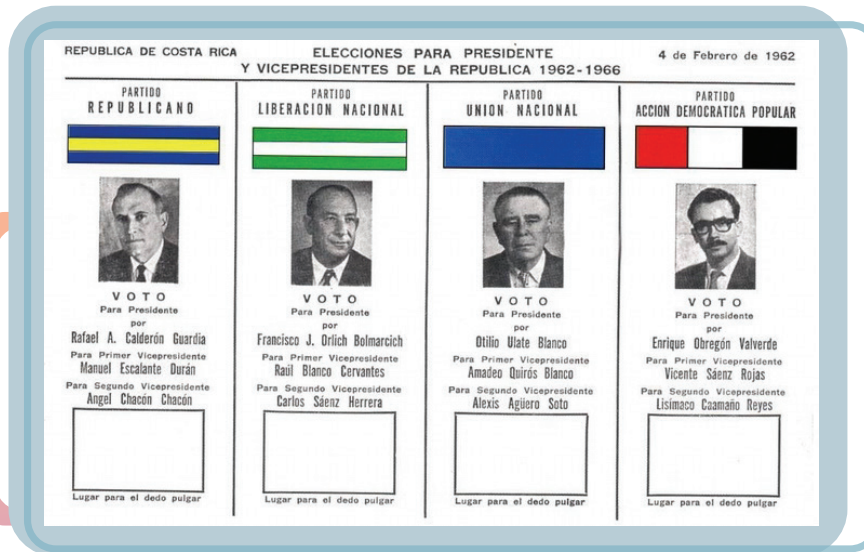 REPUBLICA DE COSTA RICA
ELECCIONES PARA PRESIDENTE
Y VICEPRESIDENTES DE LA REPUBLICA 1962-1966
4 de Febrero de 1962
PARTIDO
REPUBLICANO
VOTO
Para Presidente
por
Rafael A. Calderón Guardia
Para Primer Vicepresidente
Manuel Escalante Durán
Para Segundo Vicepresidente
Angel Chacón Chacón
Lugar para el dedo pulgar
PARTIDO
LIBERACION NACIONAL
VOTO
Para Presidente
por
Francisco J. Orlich Bolmarcich
Para Primer Vicepresidente
Raúl Blanco Cervantes
Para Segundo Vicepresidente
Carlos Sáenz Herrera
Lugar para el dedo pulgar
PARTIDO
UNION NACIONAL
VOTO
Para Presidente
por
Otilio Ulate Blanco
Para Primer Vicepresidente
Amadeo Quirós Blanco
Para Segundo Vicepresidente
Alexis Agüero Soto
Lugar para el dedo pulgar
PARTIDO
ACCION DEMOCRATICA POPULAR
VOTO
Para Presidente
por
Enrique Obregón Valverde
Para Primer Vicepresidente
Vicente Sáenz Rojas
Para Segundo Vicepresidente
Lisímaco Caamaño Reyes
Lugar para el dedo pulgar